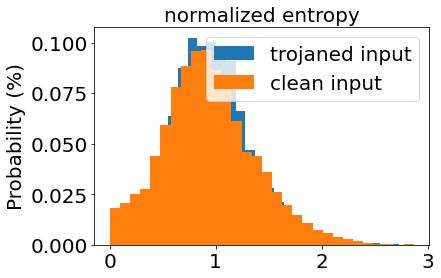 normalized entropy
trojaned input
clean input
Probability (%)
0.100
0.075
0.050
0.025
0.000
0
1
2
3